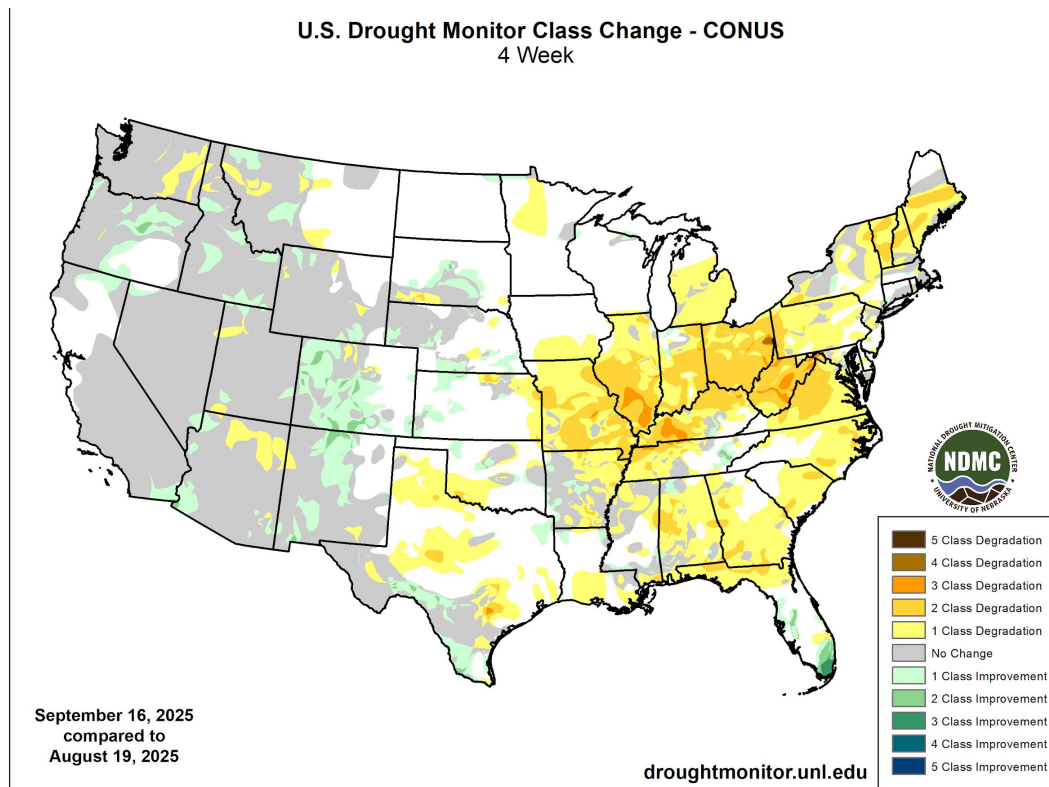 U.S. Drought Monitor Class Change - CONUS
4 Week
NATIONAL DROUGHT MITIGATION CENTER
NDMC
UNIVERSITY OF NEBRASKA
5 Class Degradation
4 Class Degradation
3 Class Degradation
2 Class Degradation
1 Class Degradation
No Change
1 Class Improvement
2 Class Improvement
3 Class Improvement
4 Class Improvement
5 Class Improvement
September 16, 2025
compared to
August 19, 2025
droughtmonitor.unl.edu